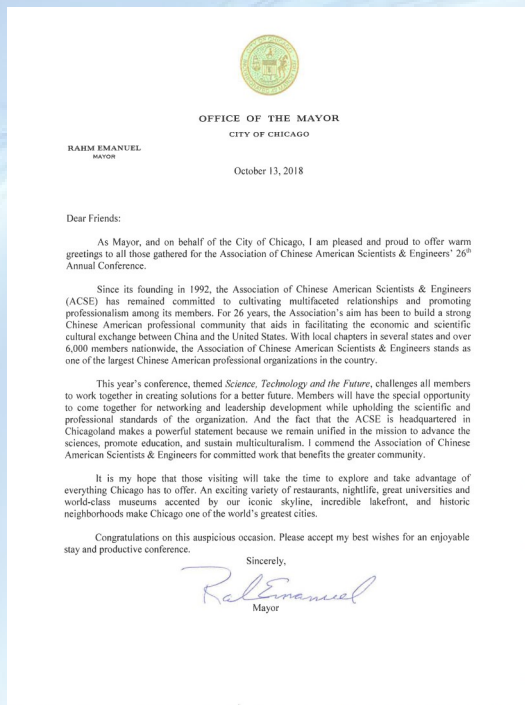 OFFICE OF THE MAYOR
CITY OF CHICAGO
RAHM EMANUEL
MAYOR
October 13, 2018
Dear Friends:
As Mayor, and on behalf of the City of Chicago, I am pleased and proud to offer warm
greetings to all those gathered for the Association of Chinese American Scientists & Engineers' 26th
Annual Conference.
Since its founding in 1992, the Association of Chinese American Scientists & Engineers
(ACSE) has remained committed to cultivating multifaceted relationships and promoting
professionalism among its members. For 26 years, the Association's aim has been to build a strong
Chinese American professional community that aids in facilitating the economic and scientific
cultural exchange between China and the United States. With local chapters in several states and over
6,000 members nationwide, the Association of Chinese American Scientists & Engineers stands as
one of the largest Chinese American professional organizations in the country.
This year's conference, themed Science, Technology and the Future, challenges all members
to work together in creating solutions for a better future. Members will have the special opportunity
to come together for networking and leadership development while upholding the scientific and
professional standards of the organization. And the fact that the ACSE is headquartered in
Chicagoland makes a powerful statement because we remain unified in the mission to advance the
sciences, promote education, and sustain multiculturalism. I commend the Association of Chinese
American Scientists & Engineers for committed work that benefits the greater community.
It is my hope that those visiting will take the time to explore and take advantage of
everything Chicago has to offer. An exciting variety of restaurants, nightlife, great universities and
world-class museums accented by our iconic skyline, incredible lakefront, and historic
neighborhoods make Chicago one of the world's greatest cities.
Congratulations on this auspicious occasion. Please accept my best wishes for an enjoyable
stay and productive conference.
Sincerely,
Rahm Emanuel
Mayor